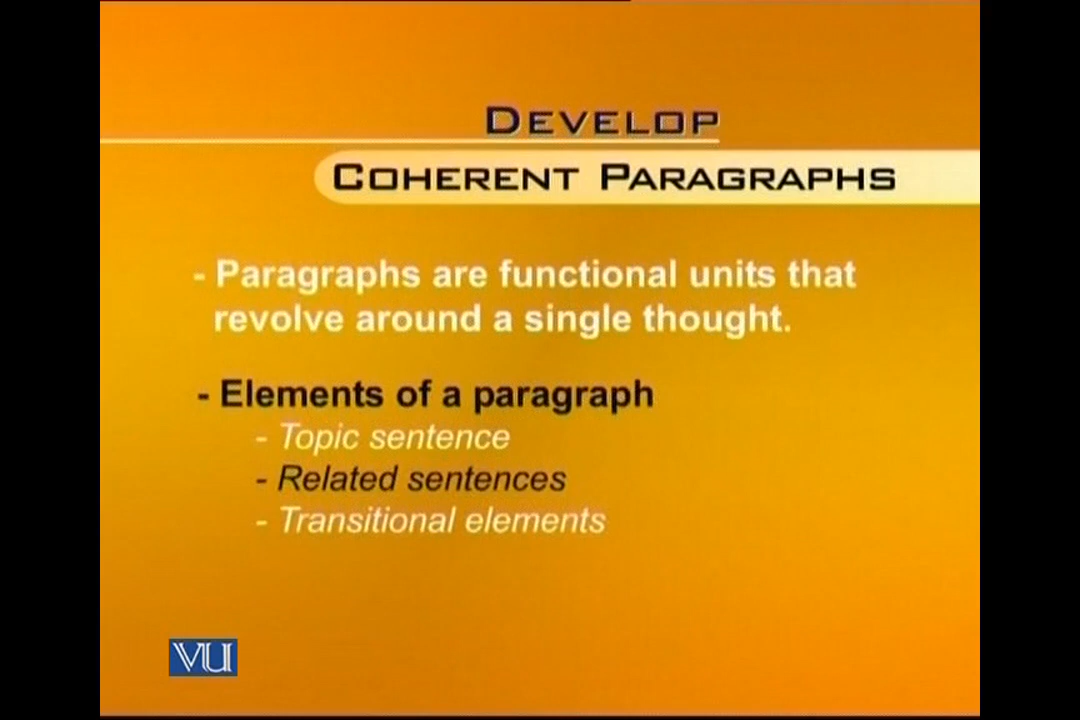 DEVELOP
COHERENT PARAGRAPHS
- Paragraphs are functional units that
revolve around a single thought.
- Elements of a paragraph
- Topic sentence
- Related sentences
- Transitional elements
VU